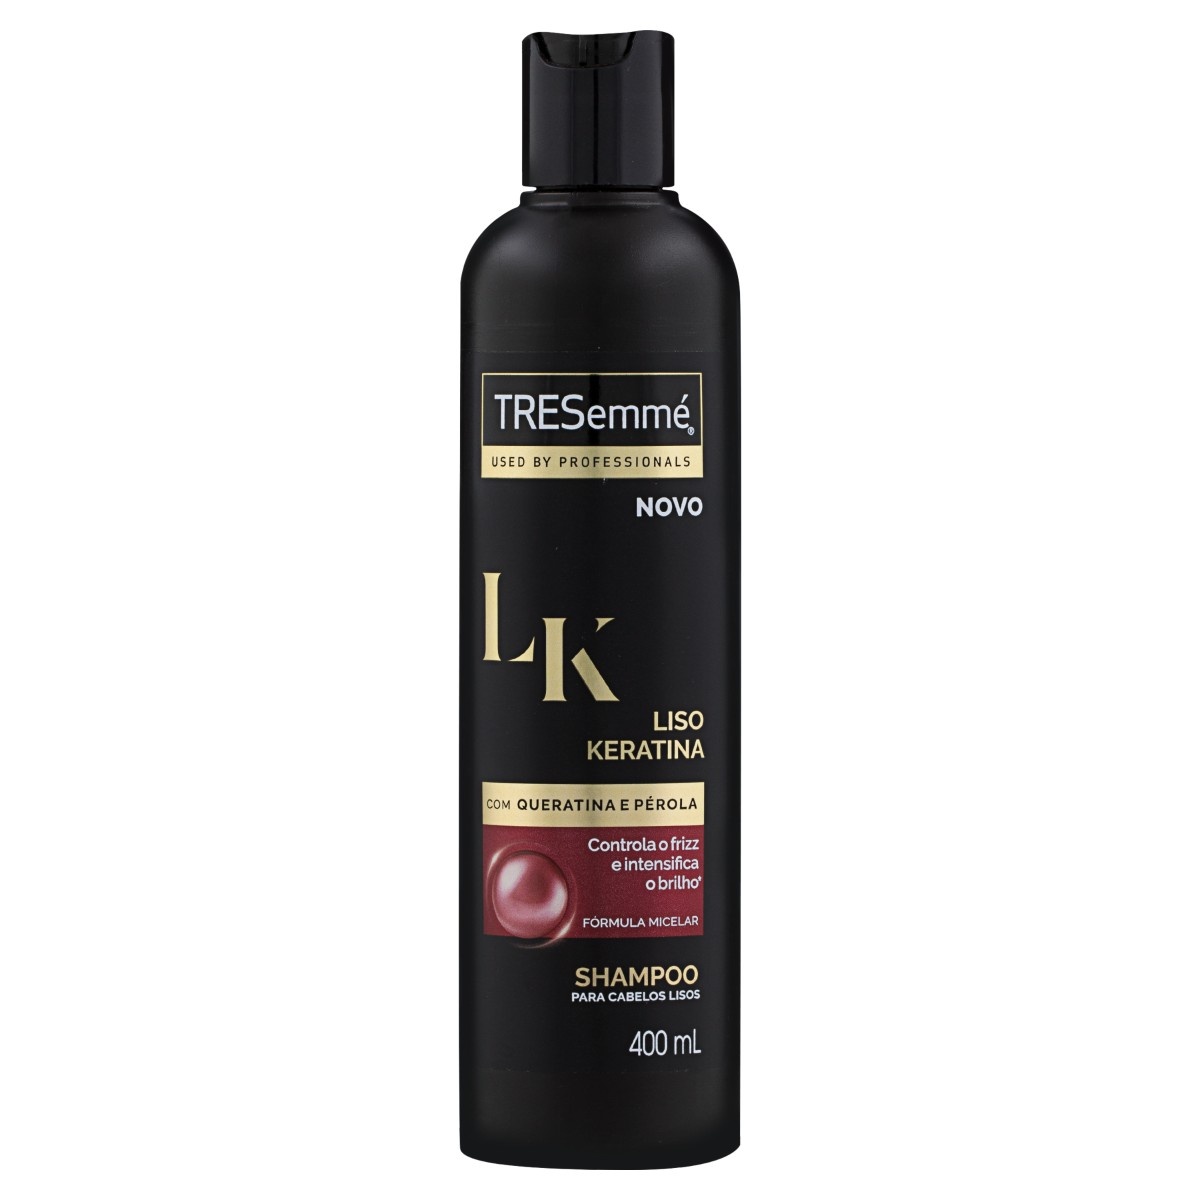 TRESemmé®
USED BY PROFESSIONALS
NOVO
LK
LISO
KERATINA
COM QUERATINA E PÉROLA
Controla o frizz
e intensifica
o brilho*
FÓRMULA MICELAR
SHAMPOO
PARA CABELOS LISOS
400 mL